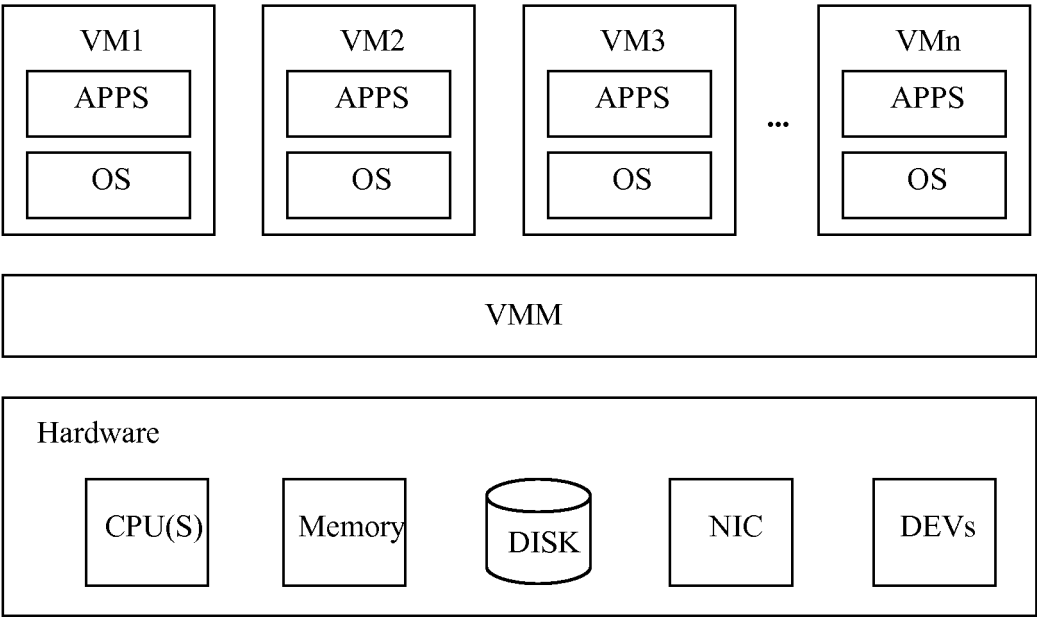 VM1 VM2 VM3 VMn
APPS APPS APPS ... APPS
OS OS OS OS
VMM
Hardware
CPU(S) Memory DISK NIC DEVs